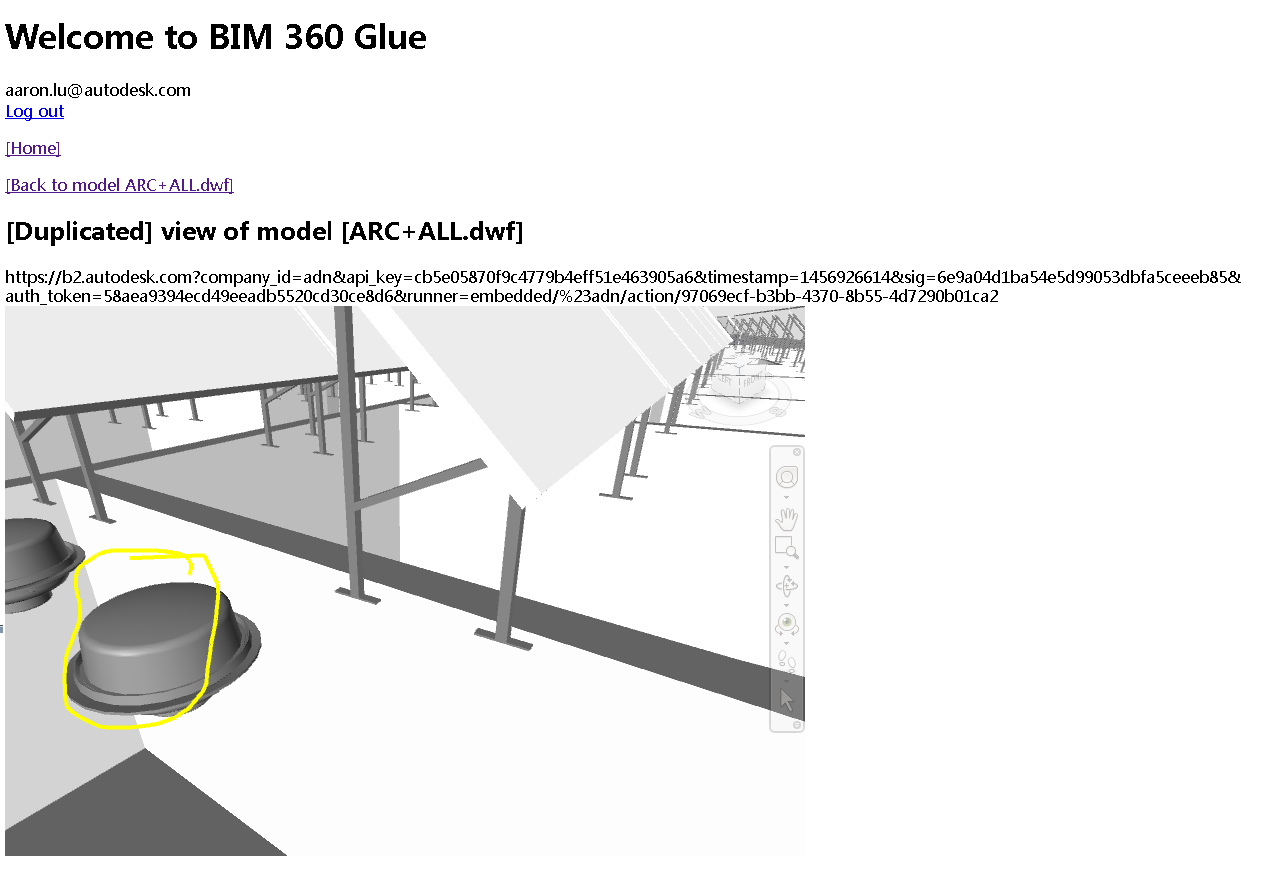 Welcome to BIM 360 Glue
aaron.lu@autodesk.com
Log out
[Home]
[Back to model ARC+ALL.dwf]
[Duplicated] view of model [ARC+ALL.dwf]
https://b2.autodesk.com?company_id=adn&api_key=cb5e05870f9c4779b4eff51e463905a6&timestamp=1456926614&sig=6e9a04d1ba54e5d99053dbfa5ceeeb85&
auth_token=58aea9394ecd49eeadb5520cd30ce8d6&runner=embedded/%23adn/action/97069ecf-b3bb-4370-8b55-4d7290b01ca2